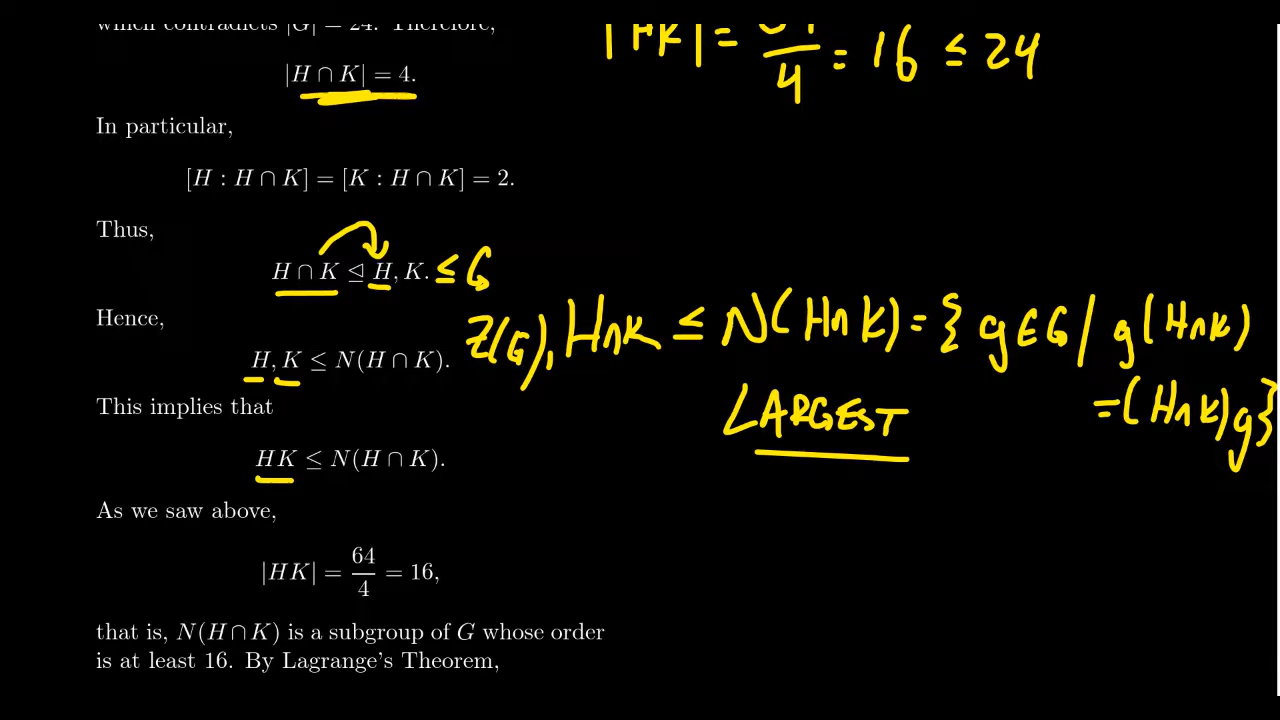 which contradicts |G| = 24. Therefore,
|HK| = 64/4 = 16 ≤ 24
|H ∩ K| = 4.
In particular,
[H : H ∩ K] = [K : H ∩ K] = 2.
Thus,
H ∩ K ⊴ H, K. ≤ G
Hence,
Z(G), H∩K ≤ N(H∩K) = { g∈G / g(H∩K)
= (H∩K)g}
H, K ≤ N(H ∩ K).
LARGEST
This implies that
HK ≤ N(H ∩ K).
As we saw above,
|HK| = 64/4 = 16,
that is, N(H ∩ K) is a subgroup of G whose order
is at least 16. By Lagrange's Theorem,